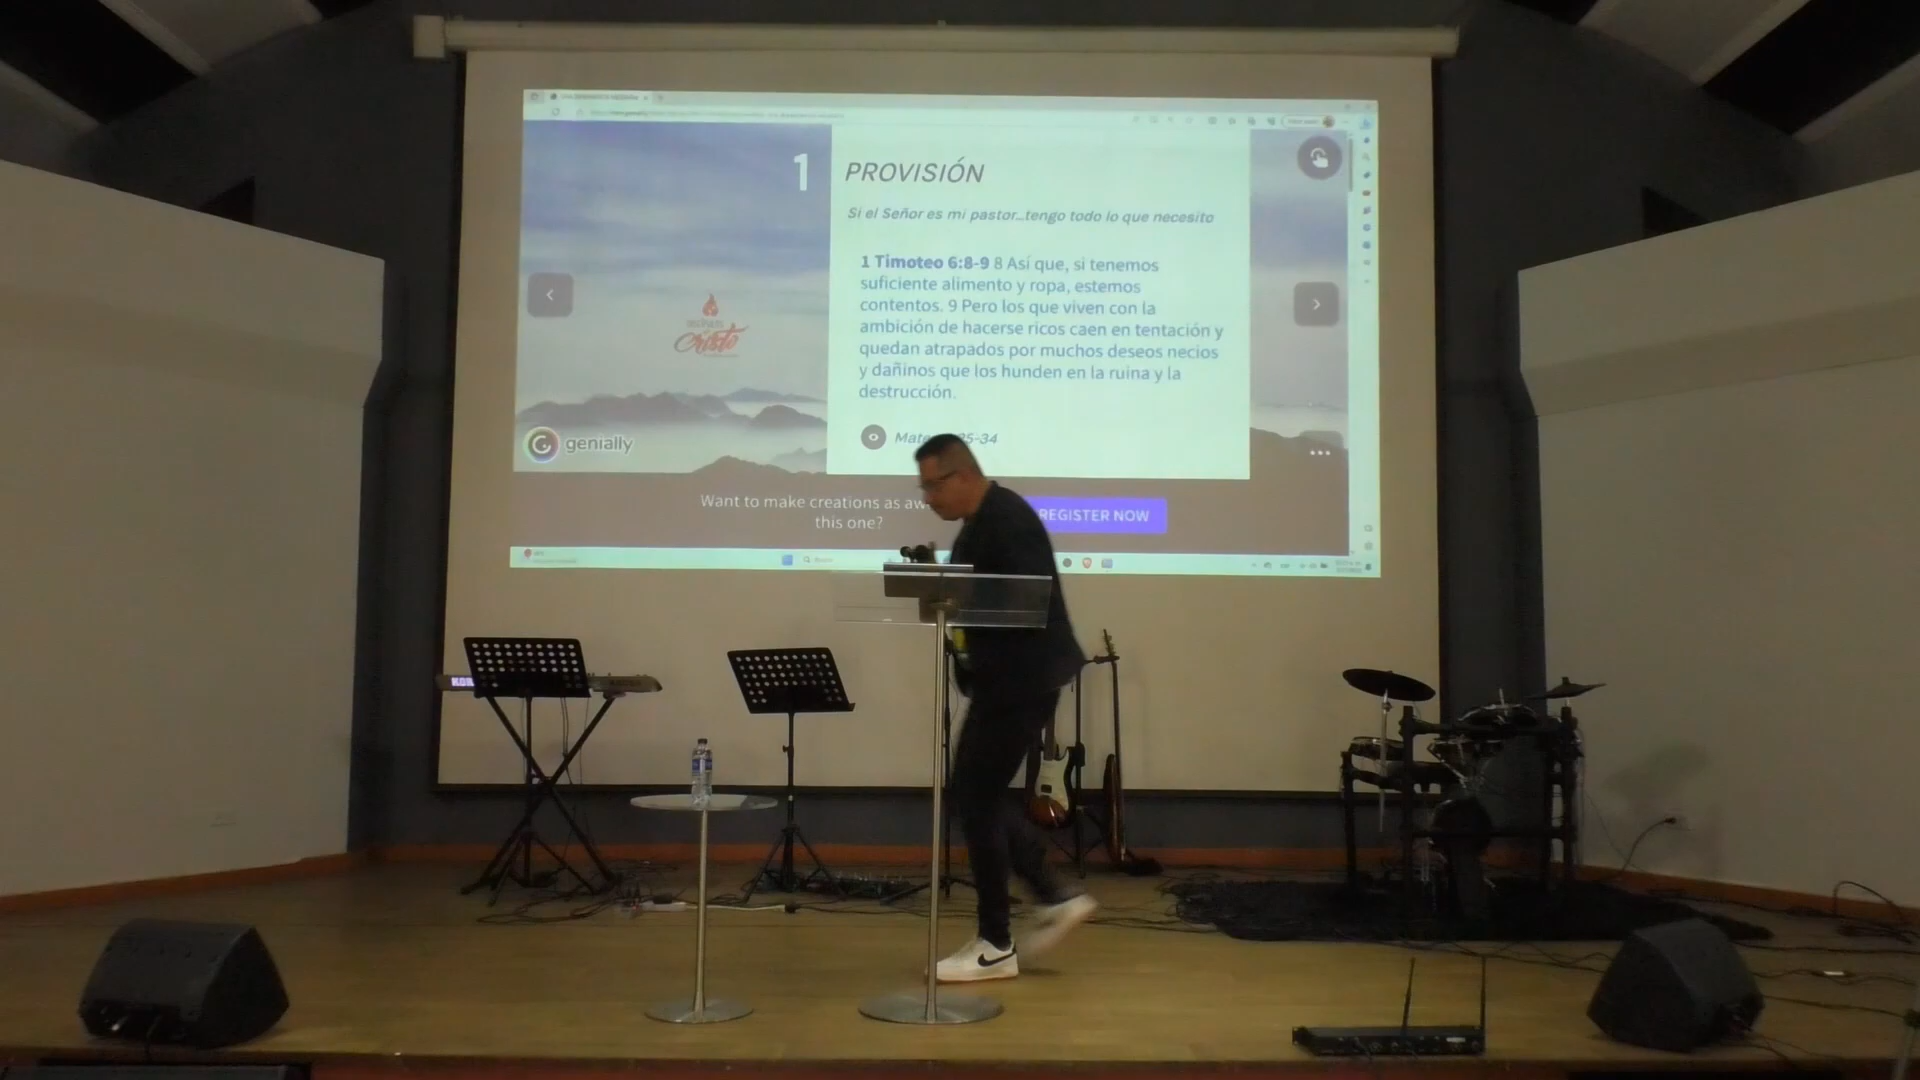 1
PROVISIÓN
Si el Señor es mi pastor...tengo todo lo que necesito
1 Timoteo 6:8-9 8 Así que, si tenemos
suficiente alimento y ropa, estemos
contentos. 9 Pero los que viven con la
ambición de hacerse ricos caen en tentación y
quedan atrapados por muchos deseos necios
y dañinos que los hunden en la ruina y la
destrucción.
Cristo
genially
25-34
Want to make creations as
this one?
REGISTER NOW